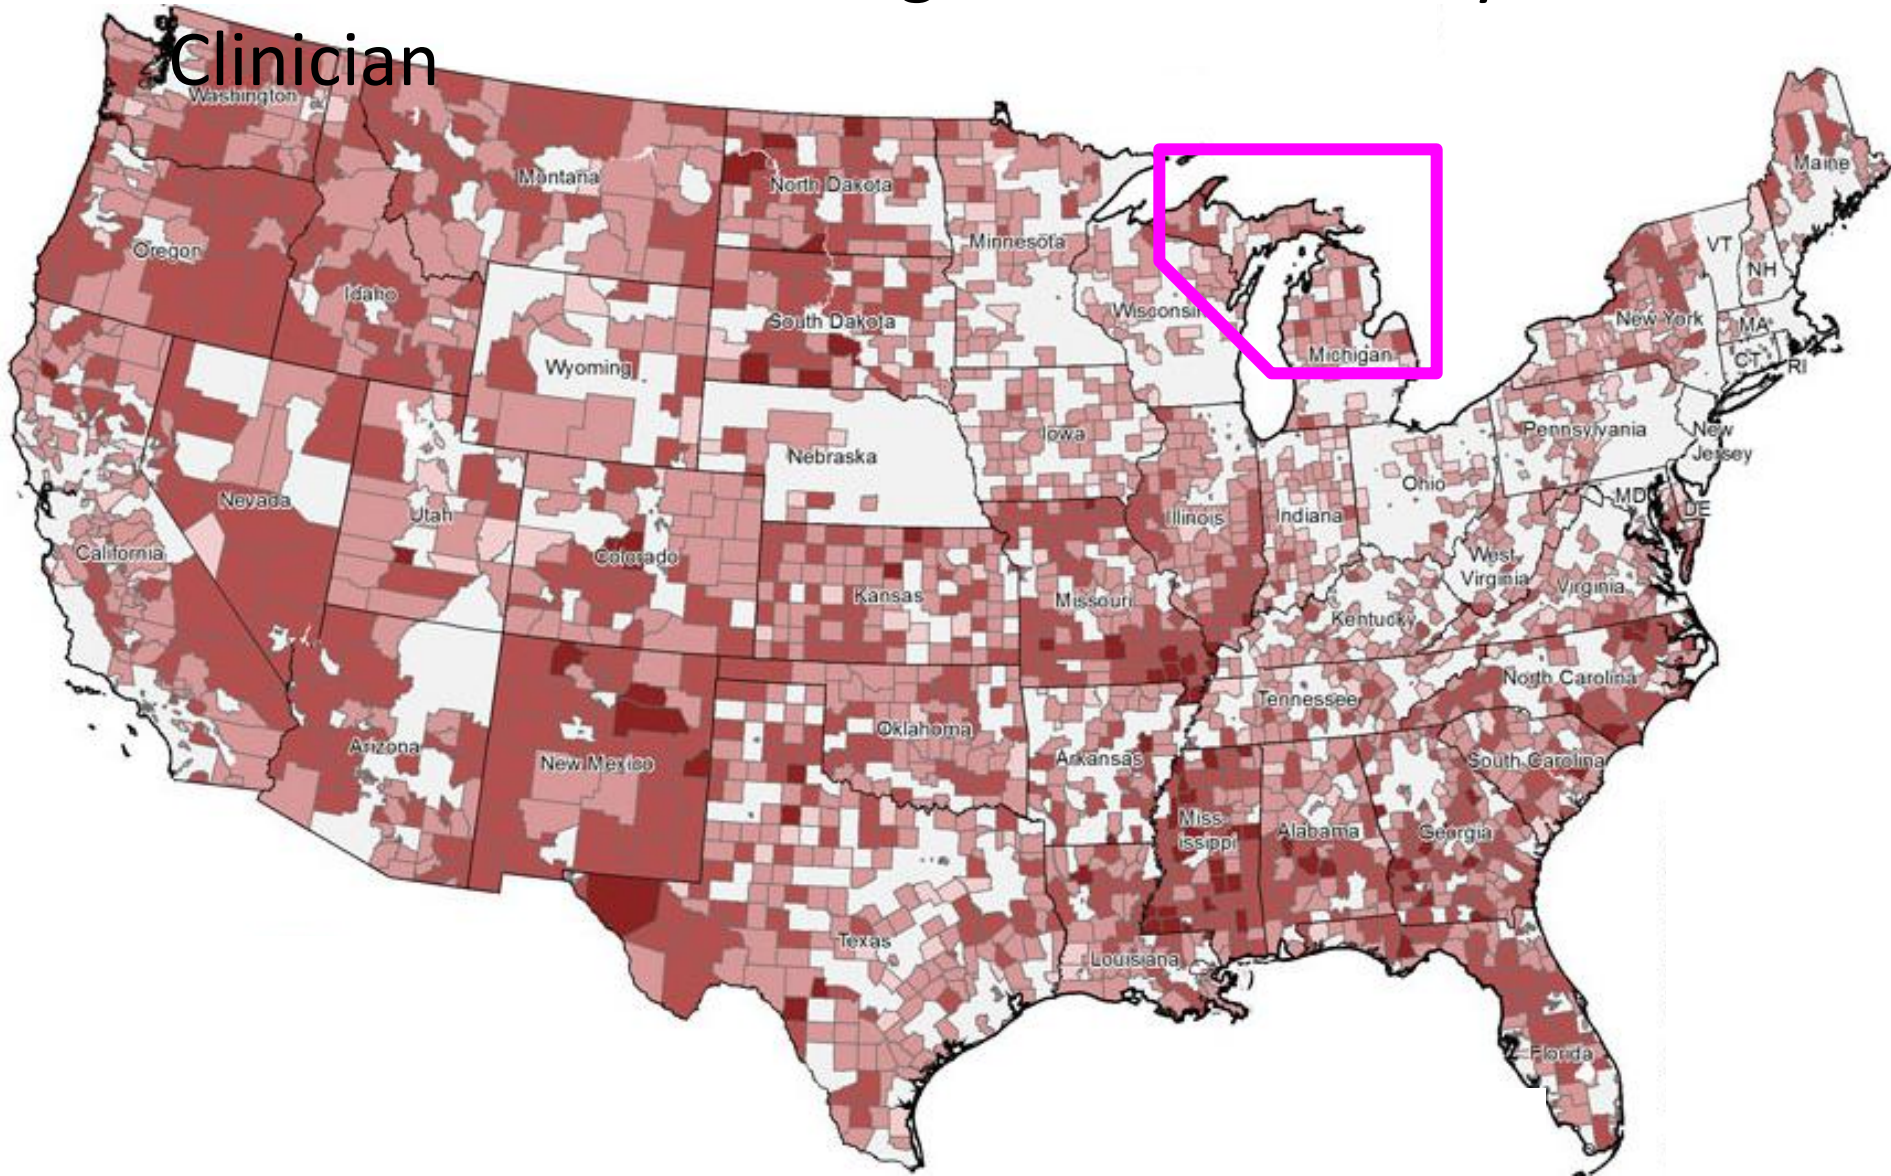 Clinician
Washington
Montana
North Dakota
Minnesota
Maine
Oregon
Idaho
South Dakota
Wisconsin
Michigan
New York
VT
NH
MA
CT
RI
Wyoming
Nebraska
Iowa
Pennsylvania
New
Jersey
Nevada
Utah
Colorado
California
Kansas
Missouri
Illinois
Indiana
Ohio
West
Virginia
Virginia
MD
DE
Kentucky
Arizona
New Mexico
Oklahoma
Arkansas
Tennessee
North Carolina
South Carolina
Miss-
issippi
Alabama
Georgia
Texas
Louisiana
Florida